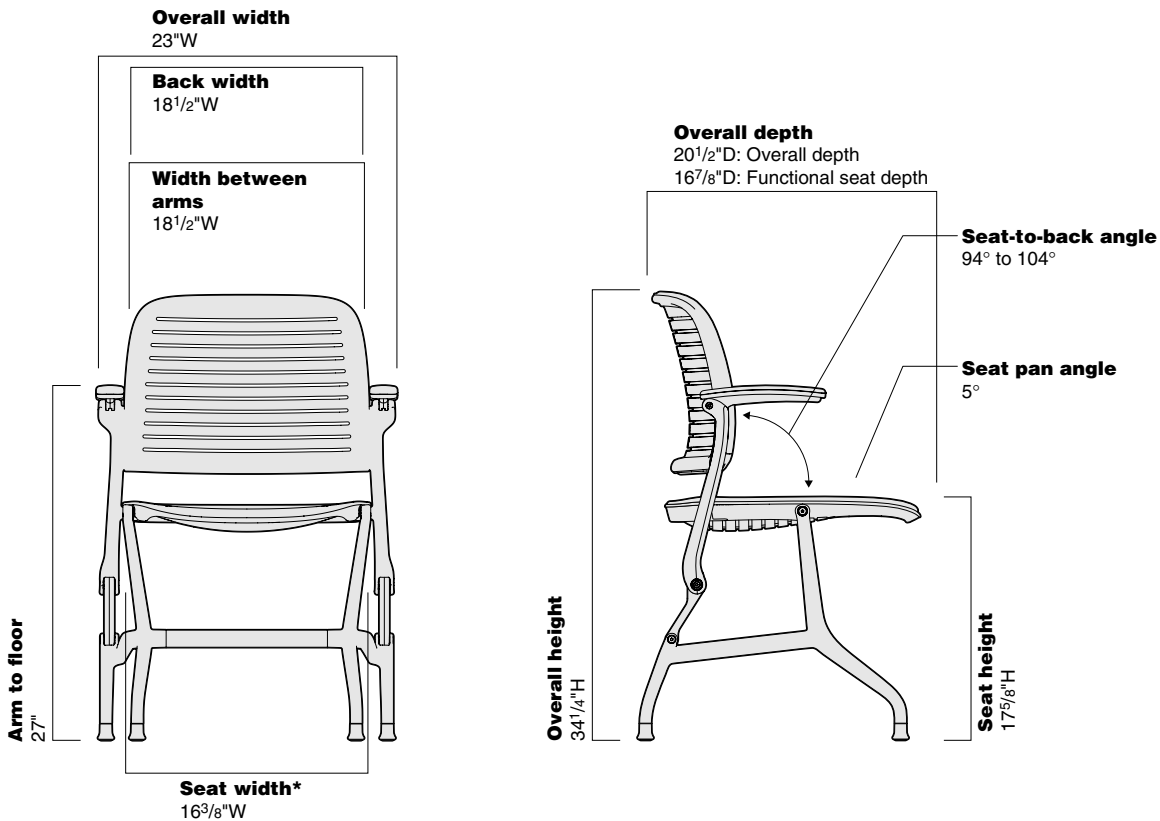 Overall width
23"W
Back width
18 1/2"W
Width between
arms
18 1/2"W
Arm to floor
27"
Seat width*
16 3/8"W
Overall depth
20 1/2"D: Overall depth
16 7/8"D: Functional seat depth
Seat-to-back angle
94° to 104°
Seat pan angle
5°
Overall height
34 1/4"H
Seat height
17 5/8"H